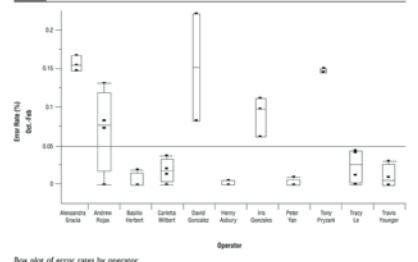 0.2
0.15
0.1
0.05
0
Error Rate (%)
Oct.-Feb
Alexandra Gracia
Andrew Rojas
Basilio Herbert
Carletta Wilbert
David Gonzalez
Henry Asbury
Iris Gonzales
Peter Yan
Tony Pryzant
Tracy Le
Travis Younger
Operator
Box plot of error rates by operator